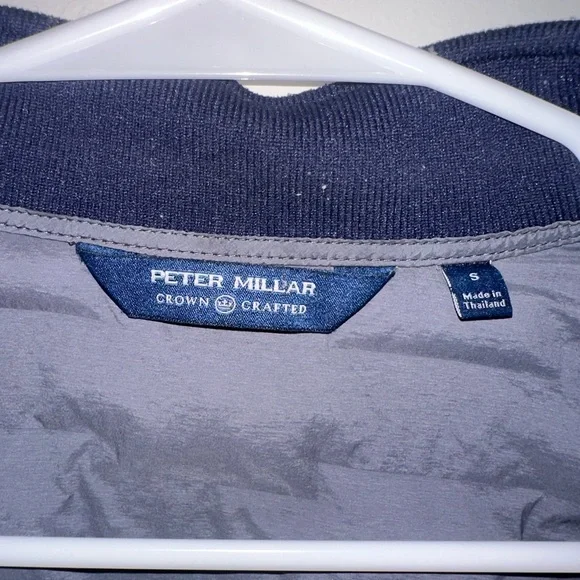 PETER MILLAR
CROWN CRAFTED
S
Made in
Thailand